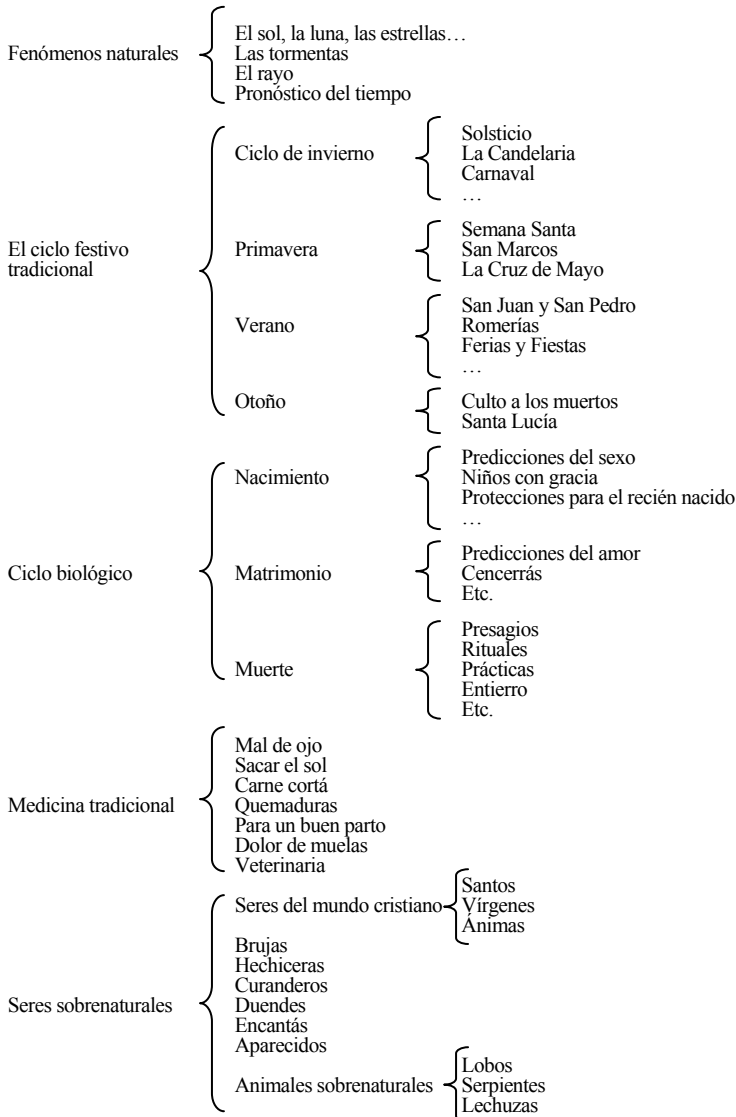 Fenómenos naturales
El sol, la luna, las estrellas…
Las tormentas
El rayo
Pronóstico del tiempo
El ciclo festivo
tradicional
Ciclo de invierno
Solsticio
La Candelaria
Carnaval
…
Primavera
Semana Santa
San Marcos
La Cruz de Mayo
Verano
San Juan y San Pedro
Romerías
Ferias y Fiestas
…
Otoño
Culto a los muertos
Santa Lucía
Ciclo biológico
Nacimiento
Predicciones del sexo
Niños con gracia
Protecciones para el recién nacido
…
Matrimonio
Predicciones del amor
Cencerrás
Etc.
Muerte
Presagios
Rituales
Prácticas
Entierro
Etc.
Medicina tradicional
Mal de ojo
Sacar el sol
Carne cortá
Quemaduras
Para un buen parto
Dolor de muelas
Veterinaria
Seres sobrenaturales
Seres del mundo cristiano
Santos
Vírgenes
Ánimas
Brujas
Hechiceras
Curanderos
Duendes
Encantás
Aparecidos
Animales sobrenaturales
Lobos
Serpientes
Lechuzas